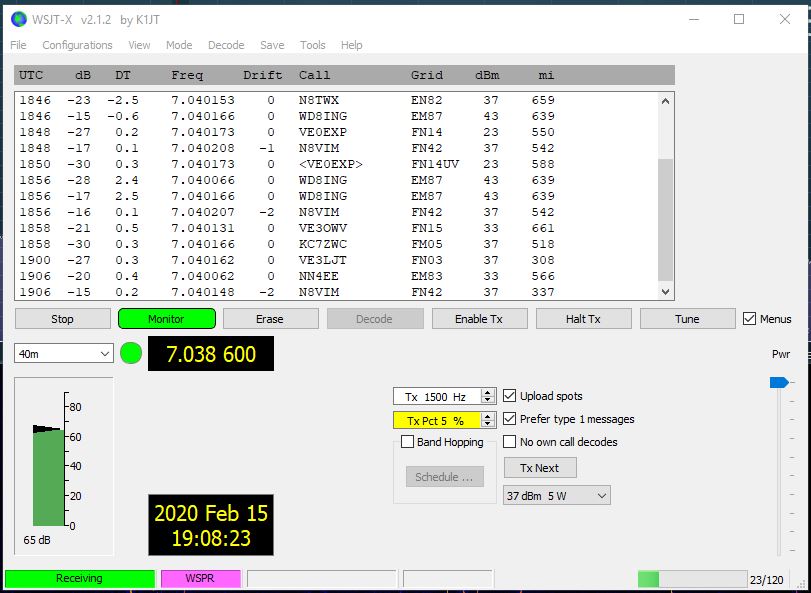 WSJT-X v2.1.2 by K1JT
File Configurations View Mode Decode Save Tools Help
UTC dB DT Freq Drift Call Grid dBm mi
1846 -23 -2.5 7.040153 0 N8TWX EN82 37 659
1846 -15 -0.6 7.040166 0 WD8ING EM87 43 639
1848 -27 0.2 7.040173 0 VE0EXP FN14 23 550
1848 -17 0.1 7.040208 -1 N8VIM FN42 37 542
1850 -30 0.3 7.040173 0 <VE0EXP> FN14UV 23 588
1856 -28 2.4 7.040066 0 WD8ING EM87 43 639
1856 -17 2.5 7.040166 0 WD8ING EM87 43 639
1856 -16 0.1 7.040207 -2 N8VIM FN42 37 542
1858 -21 0.5 7.040131 0 VE3OWV FN15 33 661
1858 -30 0.3 7.040166 0 KC7ZWC FM05 37 518
1900 -27 0.3 7.040162 0 VE3LJT FN03 37 308
1906 -20 0.4 7.040062 0 NN4EE EM83 33 566
1906 -15 0.2 7.040148 -2 N8VIM FN42 37 337
Stop Monitor Erase Decode Enable Tx Halt Tx Tune Menus
40m 7.038 600 Pwr
Tx 1500 Hz Upload spots
Tx Pct 5 % Prefer type 1 messages
Band Hopping No own call decodes
Schedule ... Tx Next
37 dBm 5 W
80
60
40
20
0
65 dB
2020 Feb 15
19:08:23
Receiving WSPR 23/120